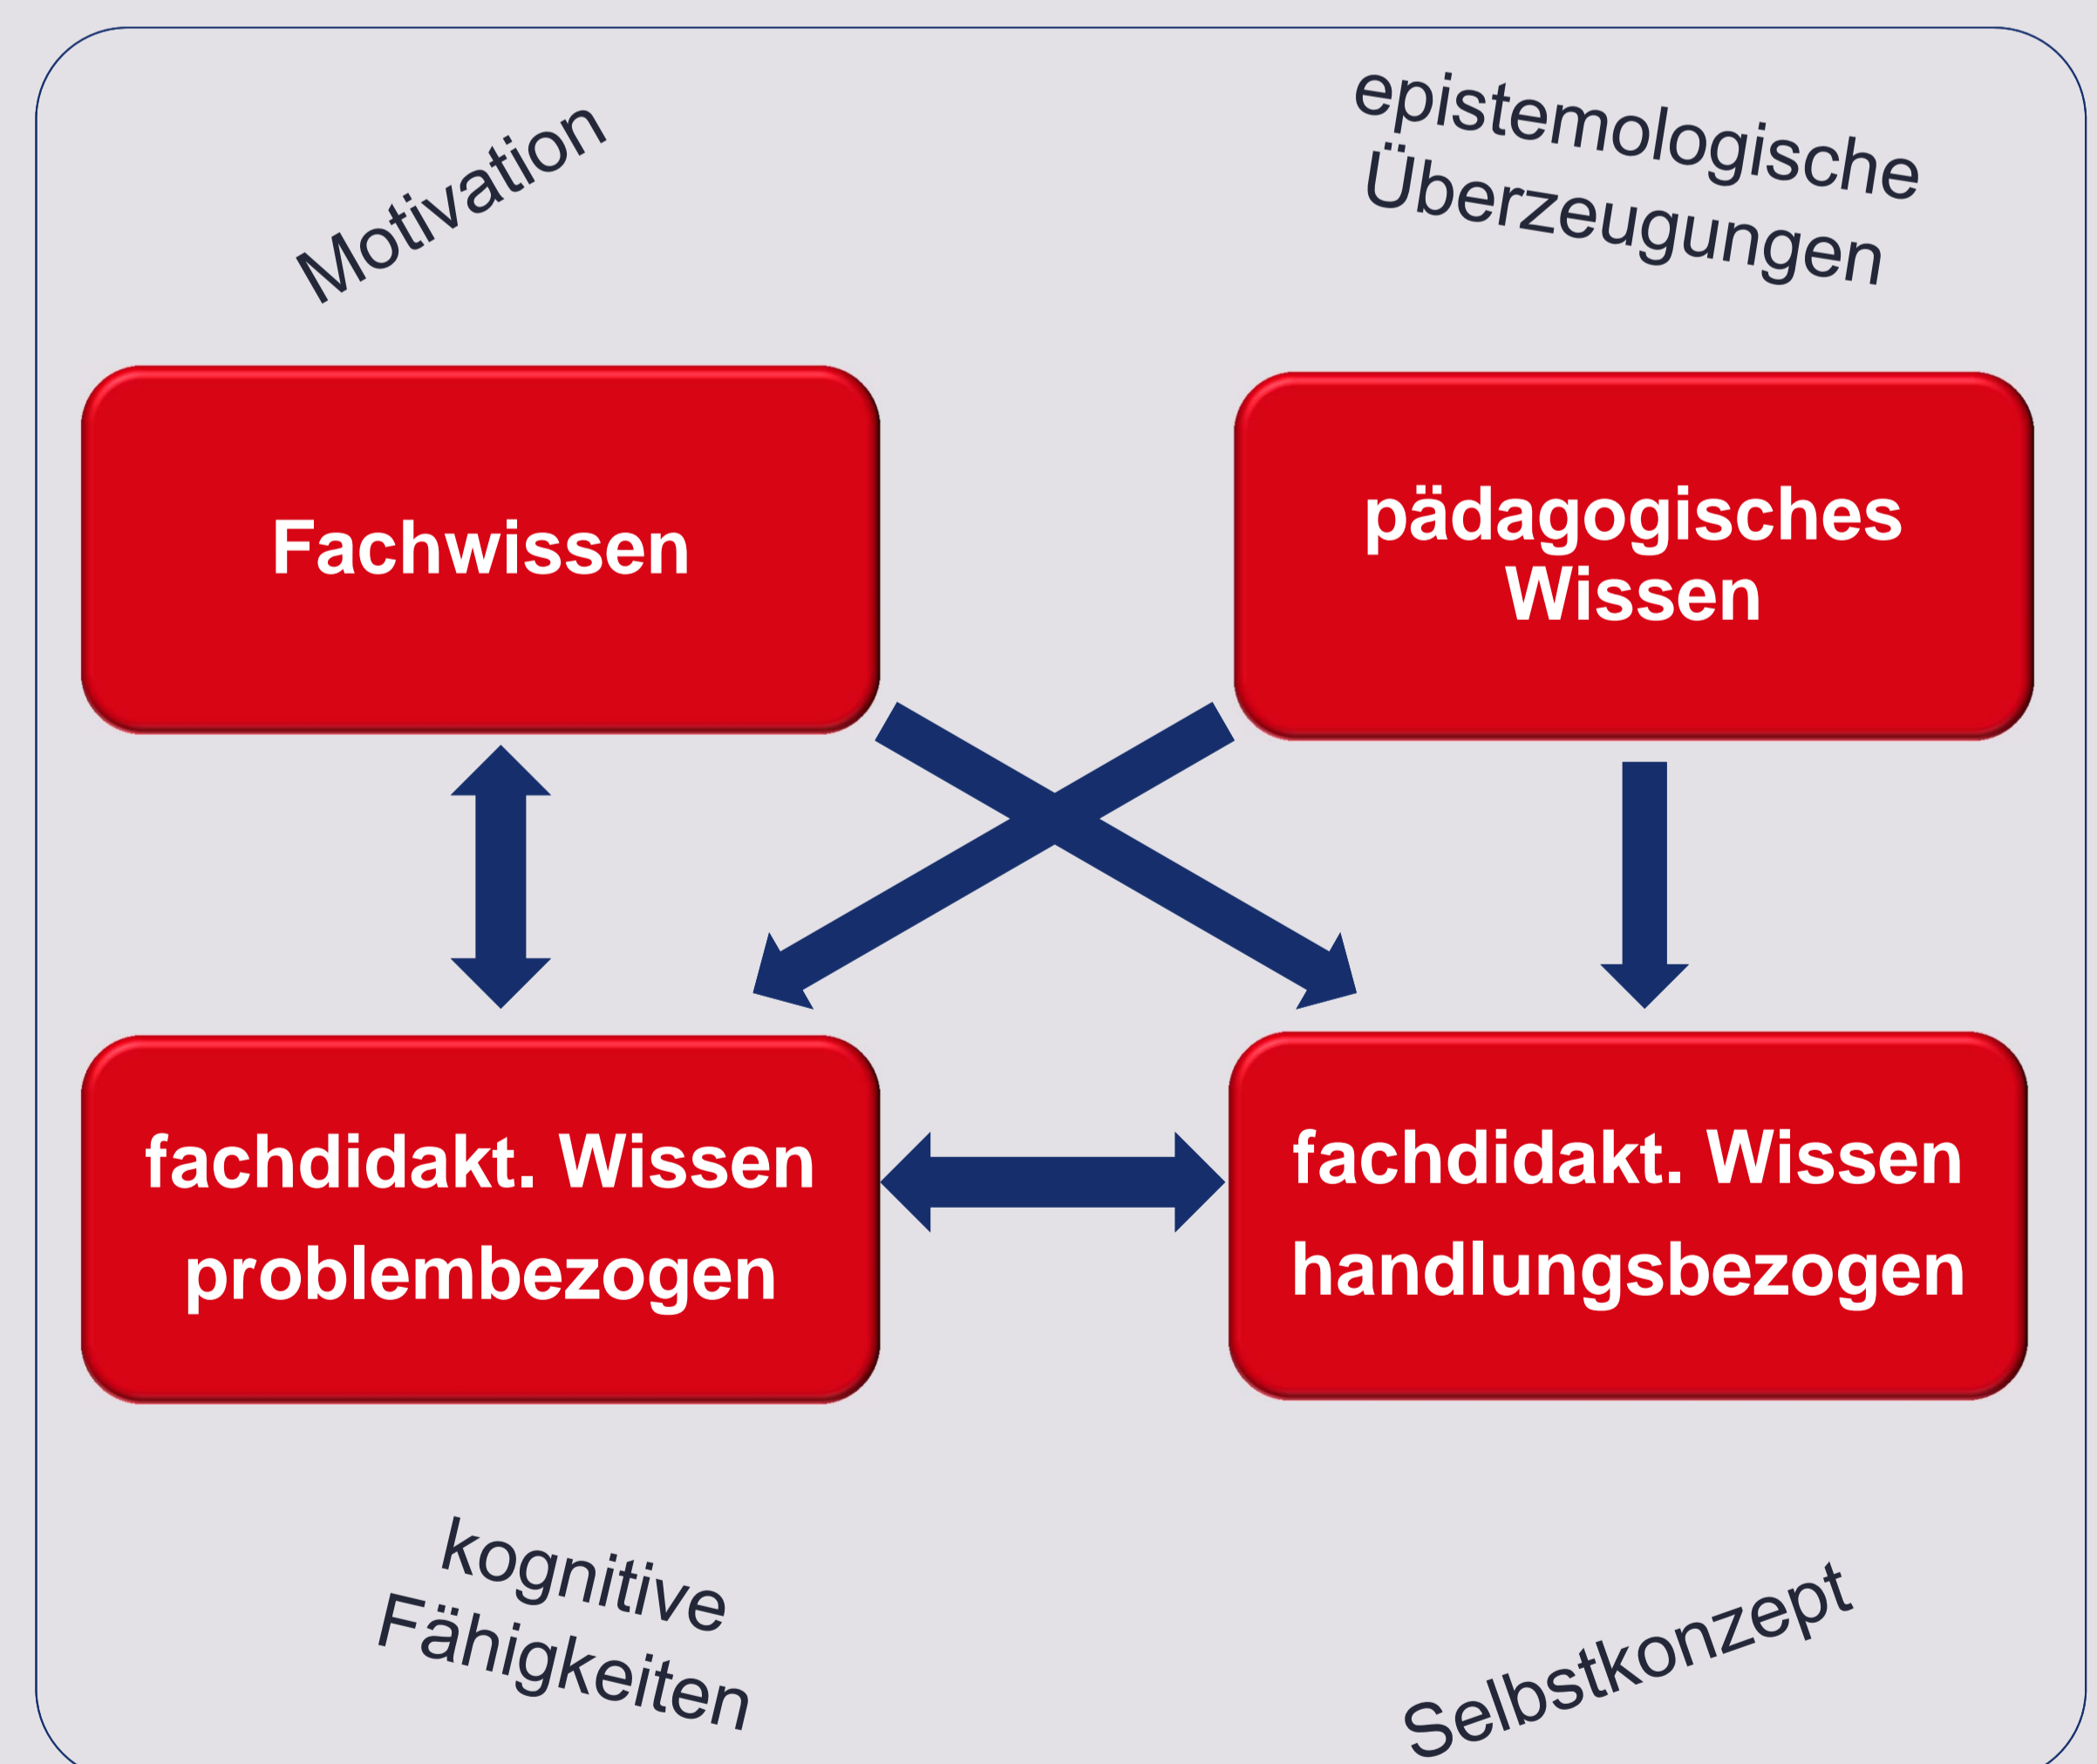 Motivation
epistemologische
Überzeugungen
Fachwissen
pädagogisches
Wissen
fachdidakt. Wissen
problembezogen
fachdidakt. Wissen
handlungsbezogen
kognitive
Fähigkeiten
Selbstkonzept